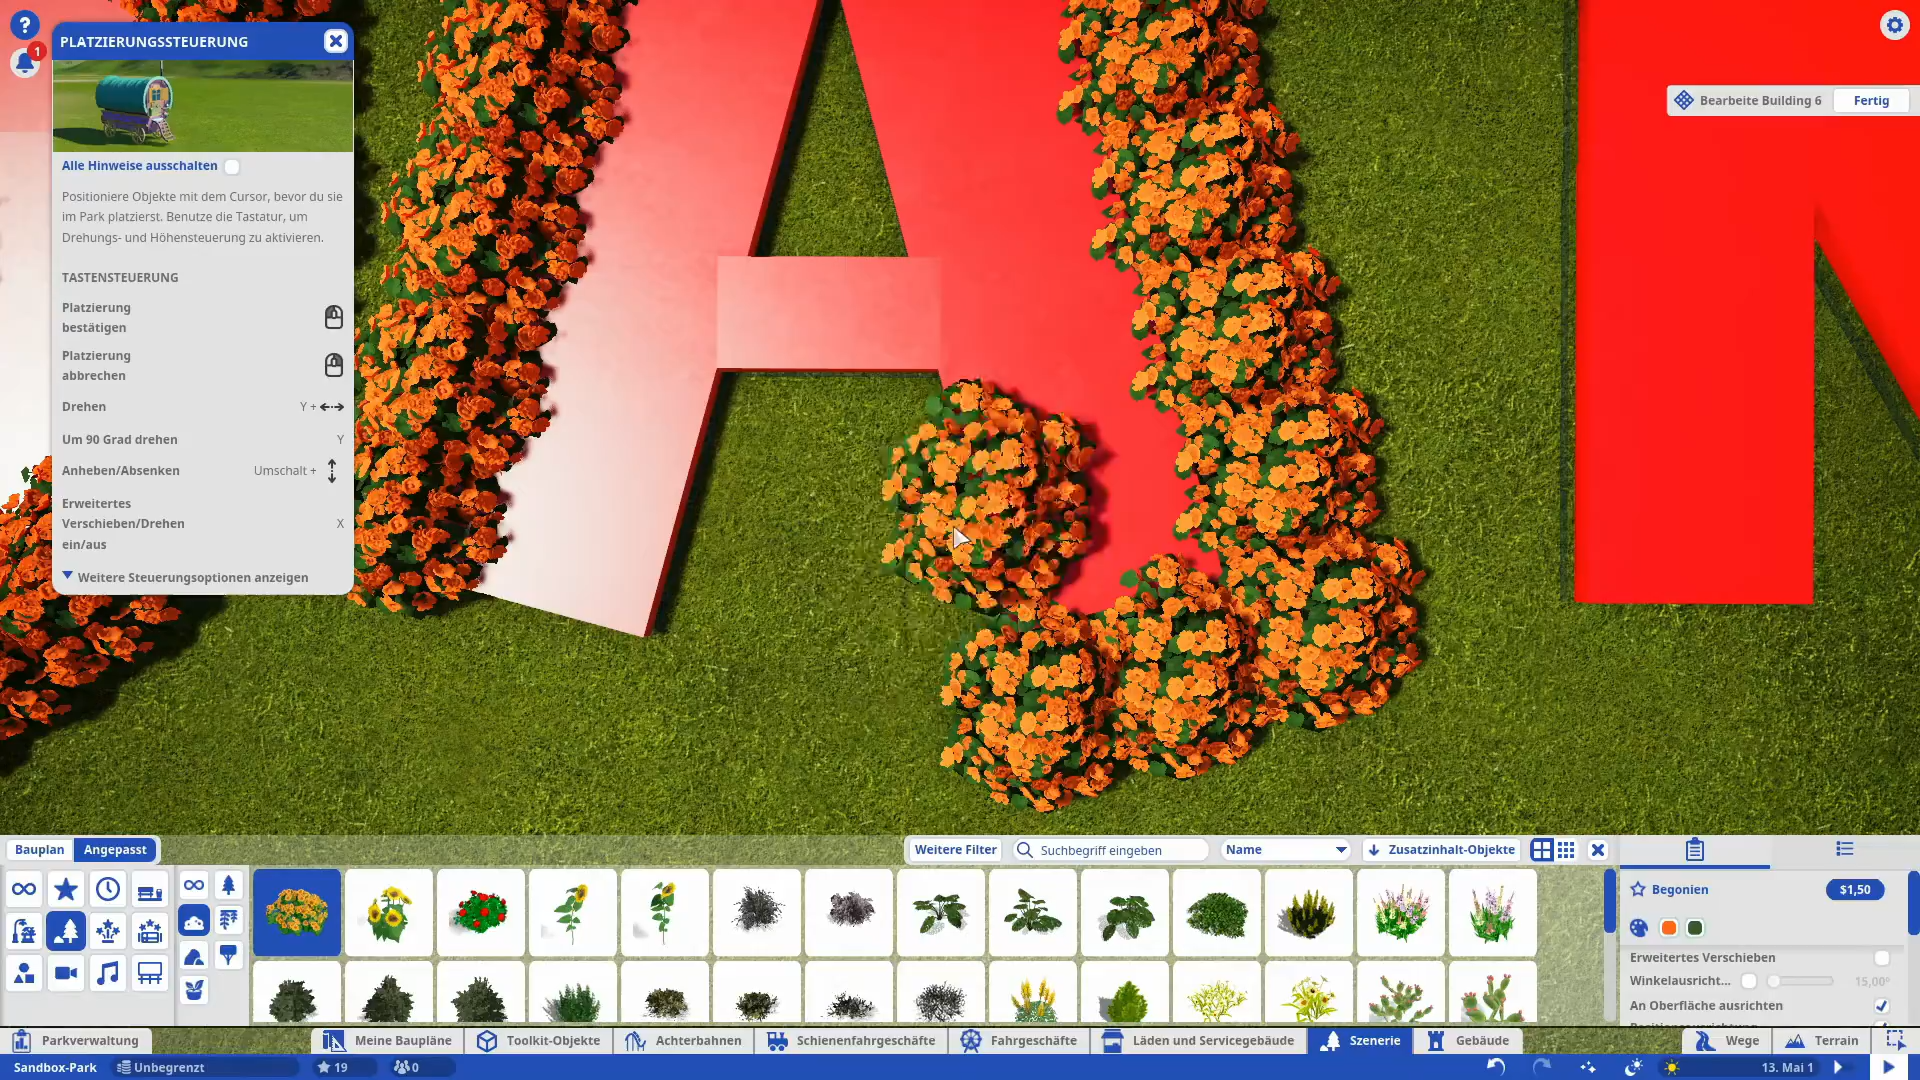 ?
1
PLATZIERUNGSSTEUERUNG
Alle Hinweise ausschalten
Positioniere Objekte mit dem Cursor, bevor du sie
im Park platzierst. Benutze die Tastatur, um
Drehungs- und Höhensteuerung zu aktivieren.
TASTENSTEUERUNG
Platzierung
bestätigen
Platzierung
abbrechen
Drehen Y +
Um 90 Grad drehen Y
Anheben/Absenken Umschalt +
Erweitertes
Verschieben/Drehen X
ein/aus
Weitere Steuerungsoptionen anzeigen
Bearbeite Building 6 Fertig
Bauplan Angepasst
Weitere Filter Suchbegriff eingeben Name Zusatzinhalt-Objekte
Begonien $1,50
Erweitertes Verschieben
Winkelausricht... 15,00°
An Oberfläche ausrichten
Parkverwaltung Meine Baupläne Toolkit-Objekte Achterbahnen Schienenfahrgeschäfte Fahrgeschäfte Läden und Servicegebäude Szenerie Gebäude Wege Terrain
Sandbox-Park Unbegrenzt 19 0 13. Mai 1